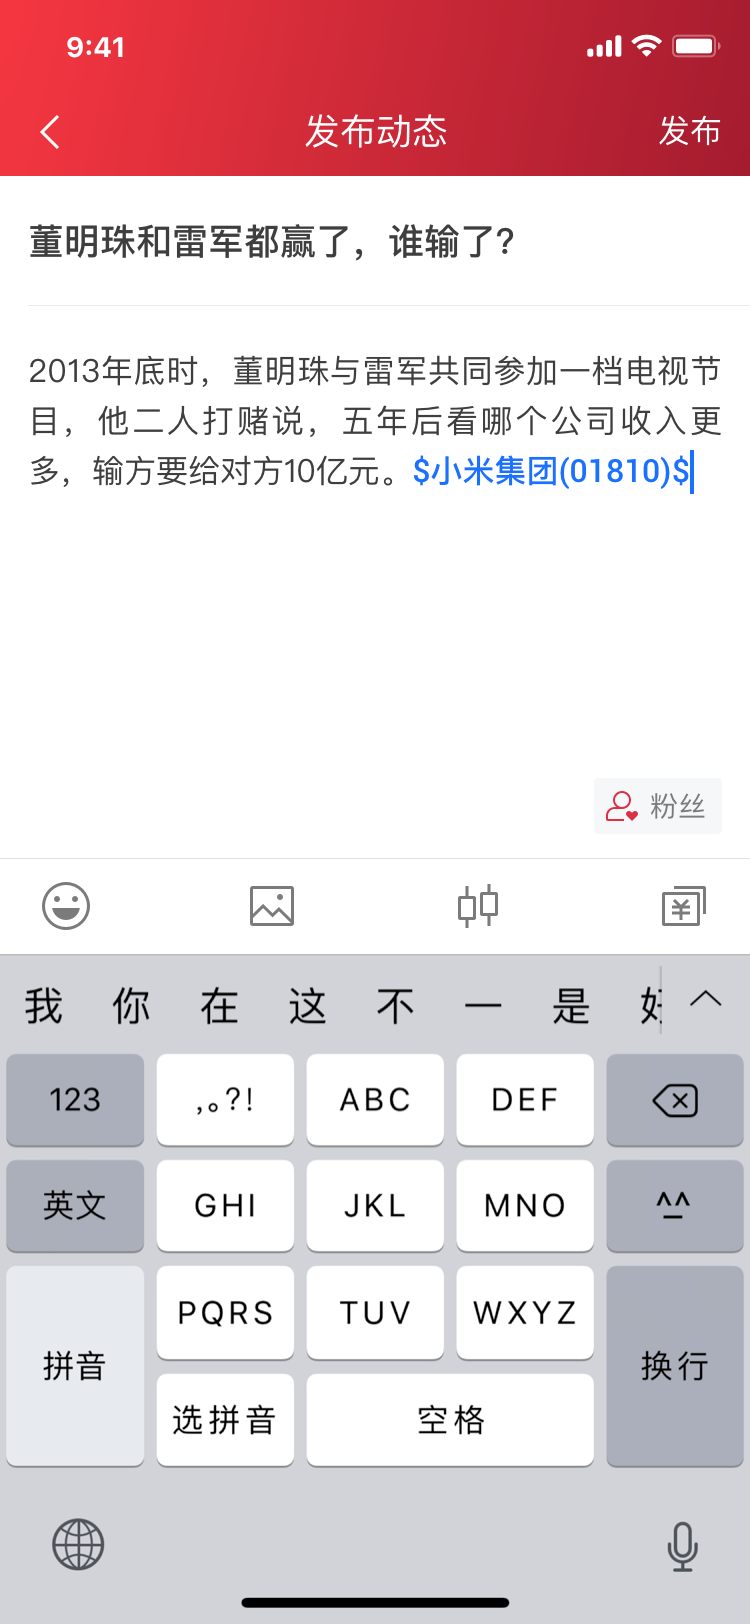 9:41
发布动态
发布
董明珠和雷军都赢了，谁输了?
2013年底时，董明珠与雷军共同参加一档电视节
目，他二人打赌说，五年后看哪个公司收入更
多，输方要给对方10亿元。$小米集团(01810)$
粉丝
我 你 在 这 不 一 是 好
123 ,。?! ABC DEF
英文 GHI JKL MNO ^^
拼音 PQRS TUV WXYZ 换行
选拼音 空格